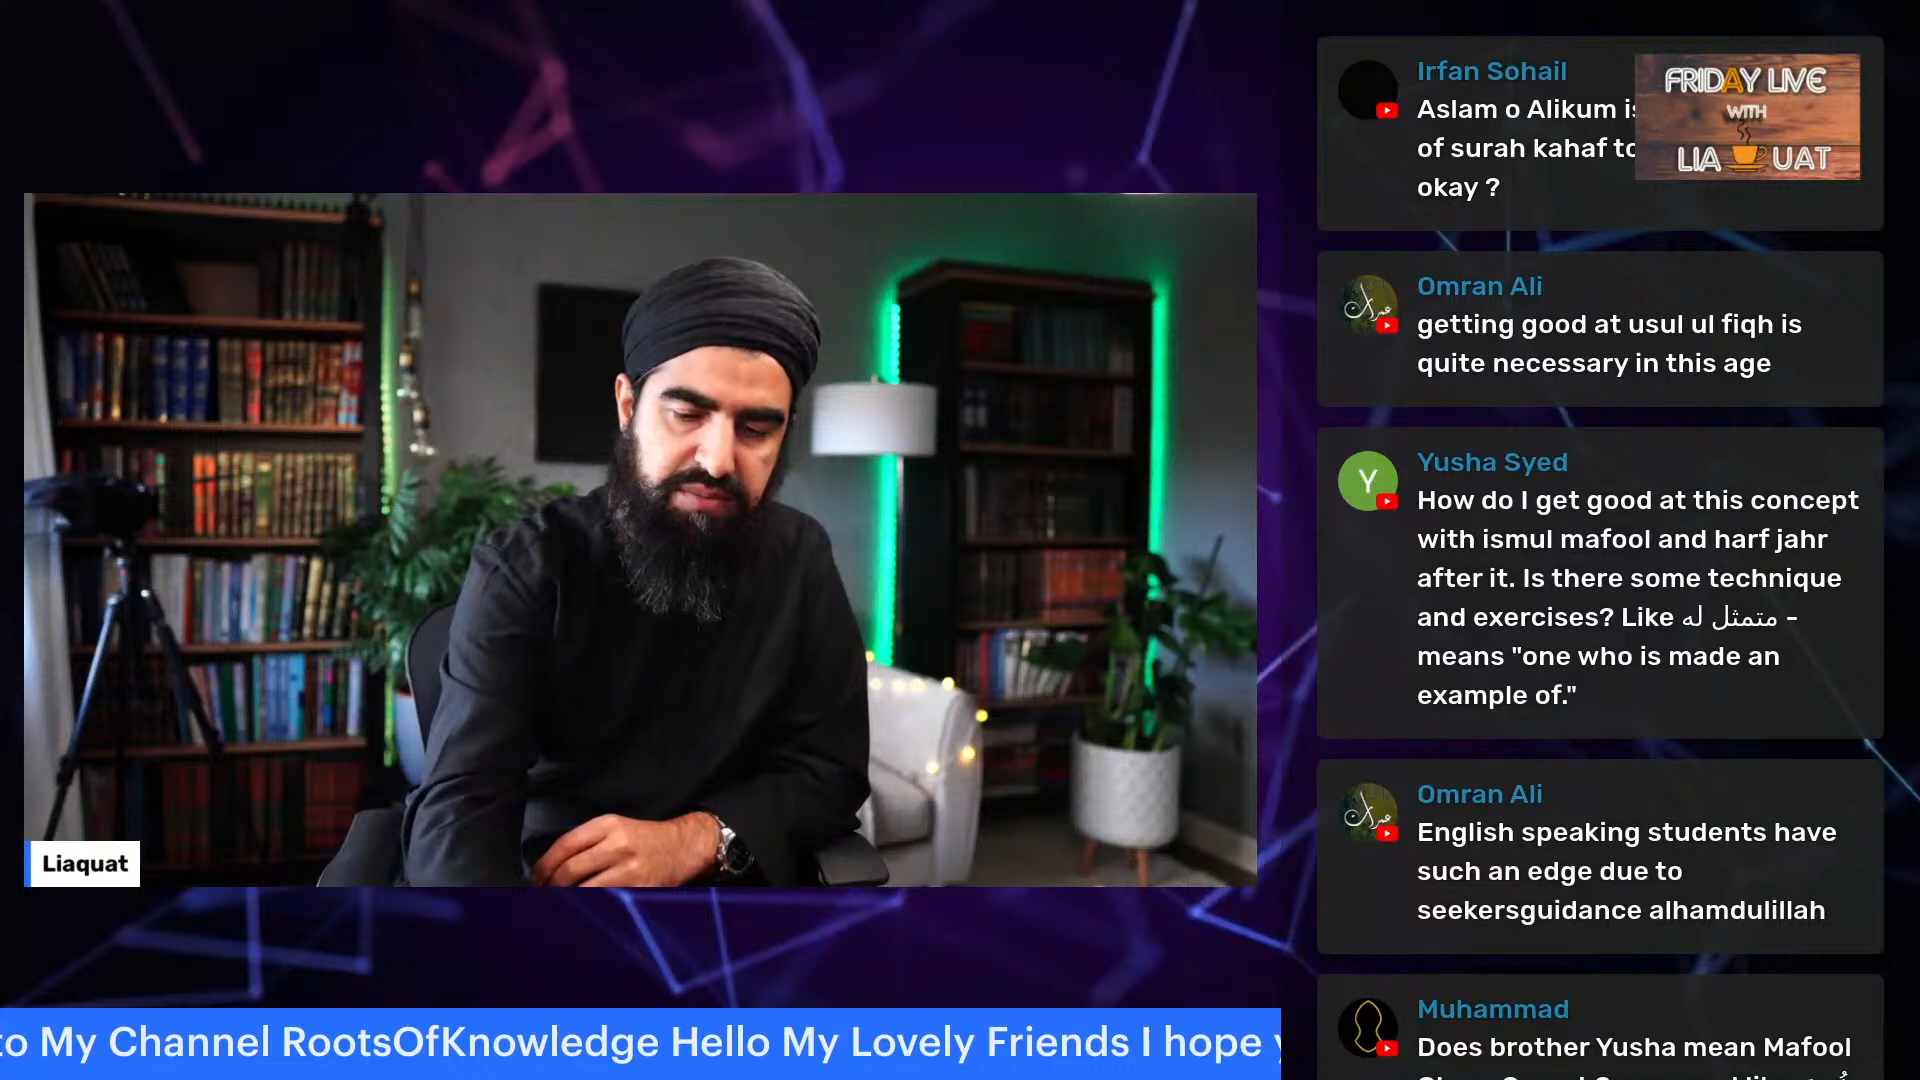 Irfan Sohail
Aslam o Alikum
of surah kahaf
okay ?
FRIDAY LIVE
WITH
LIA UAT
Omran Ali
getting good at usul ul fiqh is
quite necessary in this age
Yusha Syed
Y
How do I get good at this concept
with ismul mafool and harf jahr
after it. Is there some technique
and exercises? Like متمثل له -
means "one who is made an
example of."
Omran Ali
English speaking students have
such an edge due to
seekersguidance alhamdulillah
Muhammad
Does brother Yusha mean Mafool
Liaquat
to My Channel RootsOfKnowledge Hello My Lovely Friends I hope